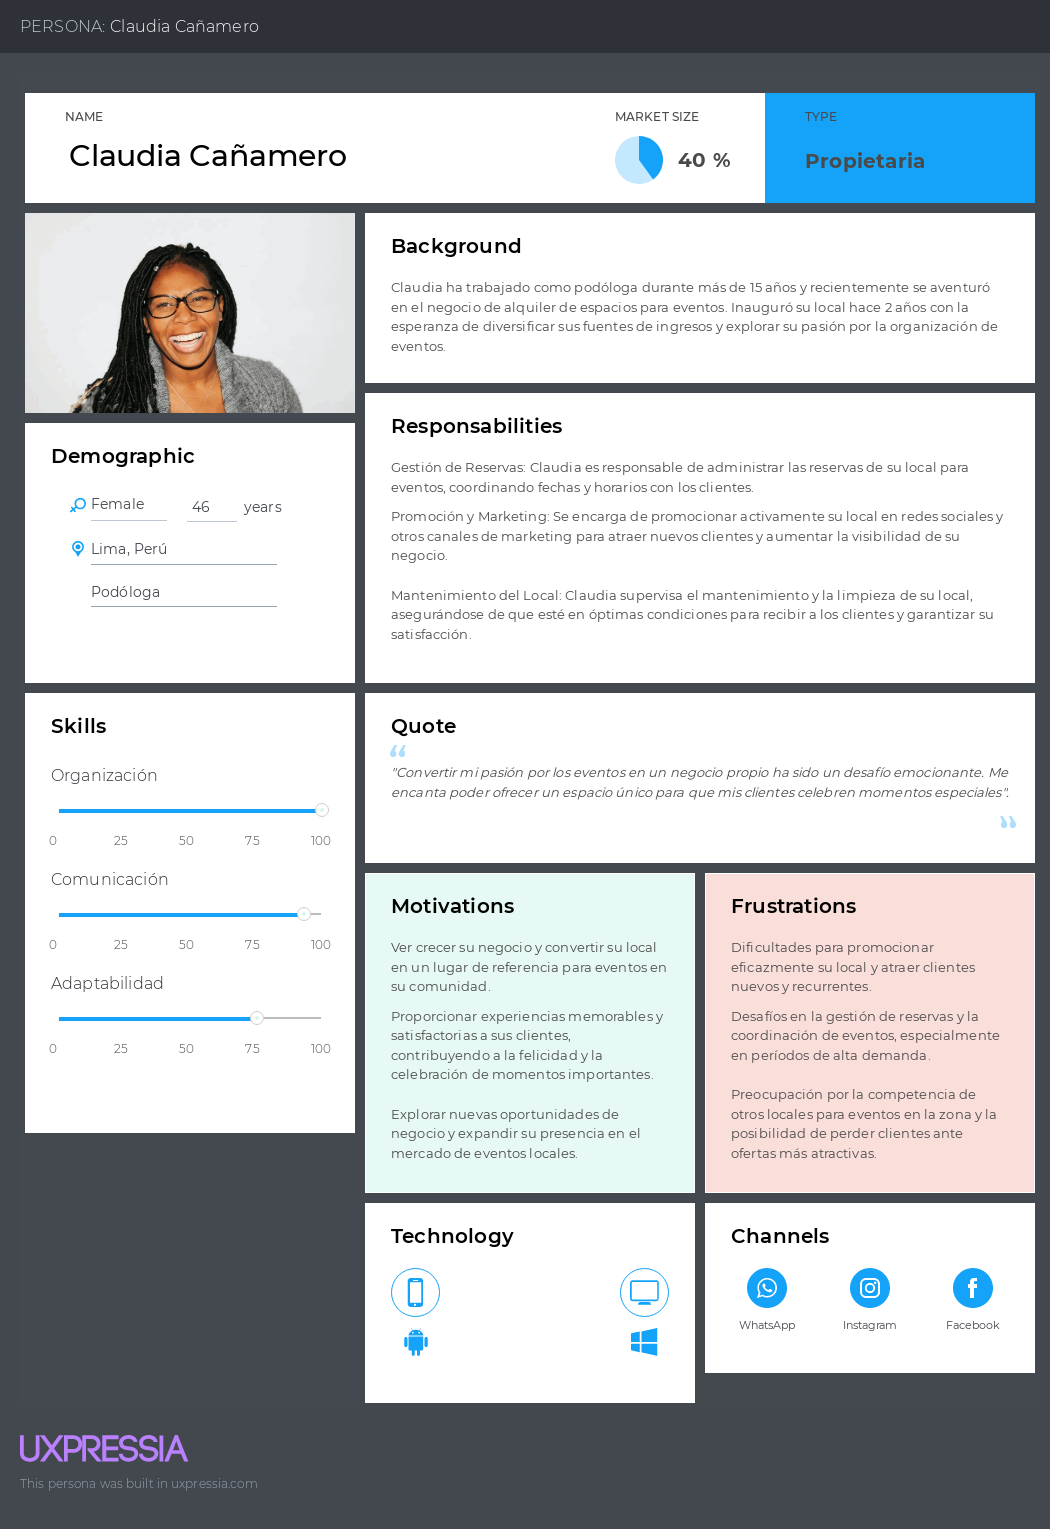 PERSONA: Claudia Cañamero
NAME
Claudia Cañamero
MARKET SIZE
40 %
TYPE
Propietaria
Background
Claudia ha trabajado como podóloga durante más de 15 años y recientemente se aventuró
en el negocio de alquiler de espacios para eventos. Inauguró su local hace 2 años con la
esperanza de diversificar sus fuentes de ingresos y explorar su pasión por la organización de
eventos.
Demographic
Female
46
years
Lima, Perú
Podóloga
Responsabilities
Gestión de Reservas: Claudia es responsable de administrar las reservas de su local para
eventos, coordinando fechas y horarios con los clientes.
Promoción y Marketing: Se encarga de promocionar activamente su local en redes sociales y
otros canales de marketing para atraer nuevos clientes y aumentar la visibilidad de su
negocio.
Mantenimiento del Local: Claudia supervisa el mantenimiento y la limpieza de su local,
asegurándose de que esté en óptimas condiciones para recibir a los clientes y garantizar su
satisfacción.
Skills
Organización
0 25 50 75 100
Comunicación
0 25 50 75 100
Adaptabilidad
0 25 50 75 100
Quote
“
"Convertir mi pasión por los eventos en un negocio propio ha sido un desafío emocionante. Me
encanta poder ofrecer un espacio único para que mis clientes celebren momentos especiales".
”
Motivations
Ver crecer su negocio y convertir su local
en un lugar de referencia para eventos en
su comunidad.
Proporcionar experiencias memorables y
satisfactorias a sus clientes,
contribuyendo a la felicidad y la
celebración de momentos importantes.
Explorar nuevas oportunidades de
negocio y expandir su presencia en el
mercado de eventos locales.
Frustrations
Dificultades para promocionar
eficazmente su local y atraer clientes
nuevos y recurrentes.
Desafíos en la gestión de reservas y la
coordinación de eventos, especialmente
en períodos de alta demanda.
Preocupación por la competencia de
otros locales para eventos en la zona y la
posibilidad de perder clientes ante
ofertas más atractivas.
Technology
Channels
WhatsApp
Instagram
Facebook
UXPRESSIA
This persona was built in uxpressia.com